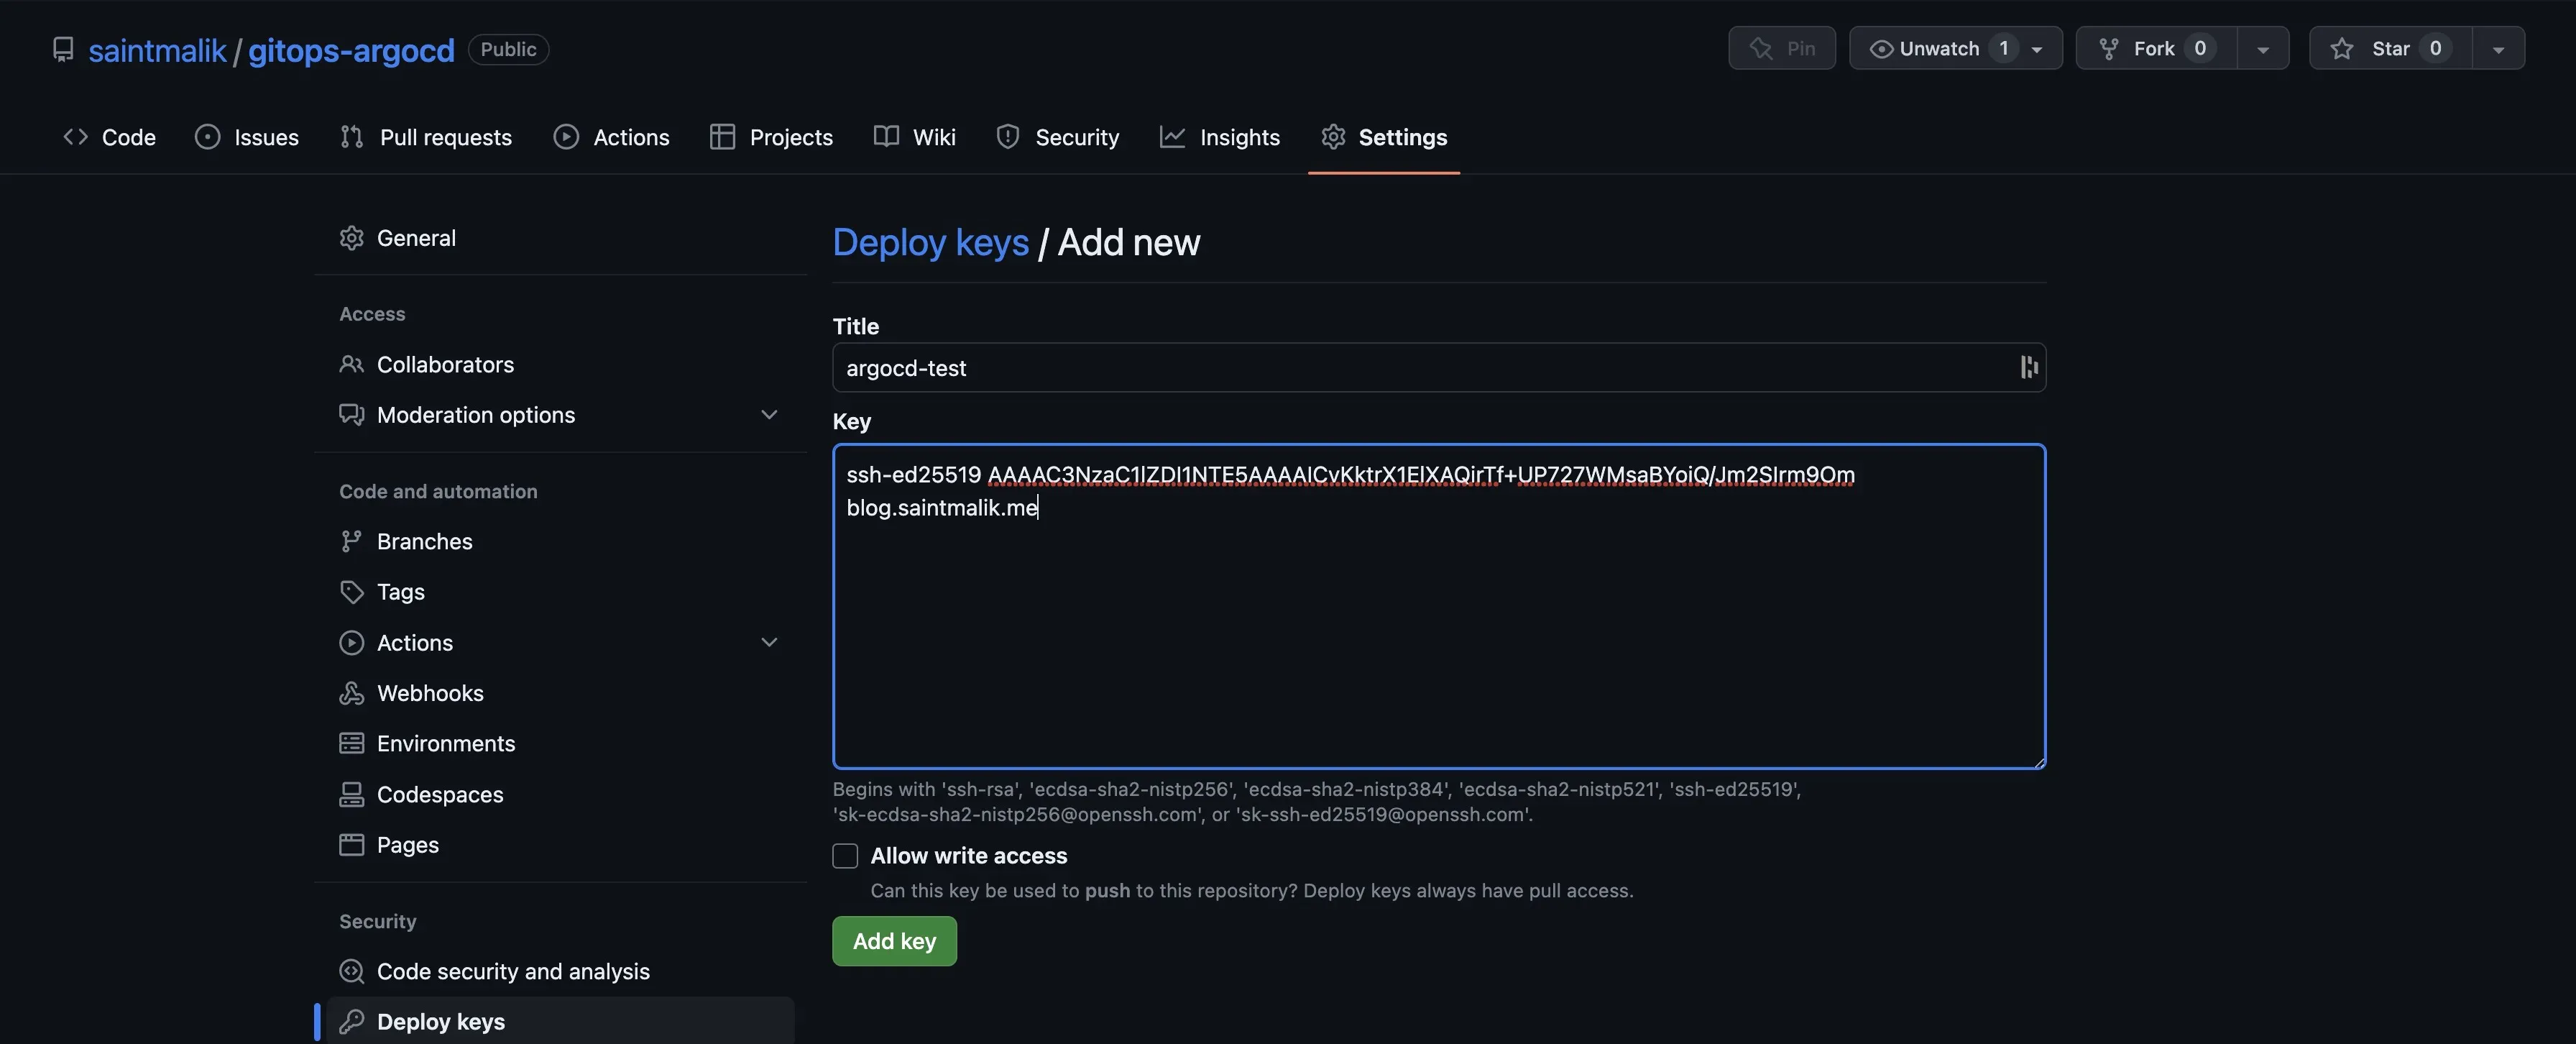 saintmalik / gitops-argocd Public
Pin Unwatch 1 Fork 0 Star 0
Code Issues Pull requests Actions Projects Wiki Security Insights Settings
General
Access
Collaborators
Moderation options
Code and automation
Branches
Tags
Actions
Webhooks
Environments
Codespaces
Pages
Security
Code security and analysis
Deploy keys
Deploy keys / Add new
Title
argocd-test
Key
ssh-ed25519 AAAAC3NzaC1lZDI1NTE5AAAAICvKktrX1ElXAQirTf+UP727WMsaBYoiQ/Jm2SIrm9Om
blog.saintmalik.me
Begins with 'ssh-rsa', 'ecdsa-sha2-nistp256', 'ecdsa-sha2-nistp384', 'ecdsa-sha2-nistp521', 'ssh-ed25519',
'sk-ecdsa-sha2-nistp256@openssh.com', or 'sk-ssh-ed25519@openssh.com'.
Allow write access
Can this key be used to push to this repository? Deploy keys always have pull access.
Add key